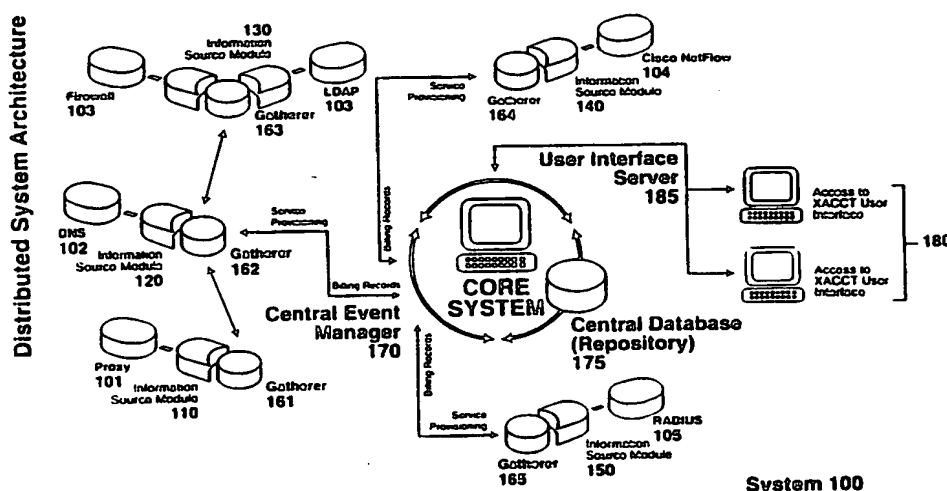 Distributed System Architecture
130
Information
Source Module
Firewall
103
LDAP
103
Gatherer
163
Service
Provisioning
Billing Records
Cisco NetFlow
104
Gatherer
164
Information
Source Module
140
DNS
102
Information
Source Module
120
Gatherer
162
Service
Provisioning
Billing Records
User Interface
Server
185
Access to
XACCT User
Interface
180
Access to
XACCT User
Interface
CORE
SYSTEM
Central Event
Manager
170
Central Database
(Repository)
175
Proxy
101
Information
Source Module
110
Gatherer
161
Billing Records
Service
Provisioning
RADIUS
105
Gatherer
165
Information
Source Module
150
System 100